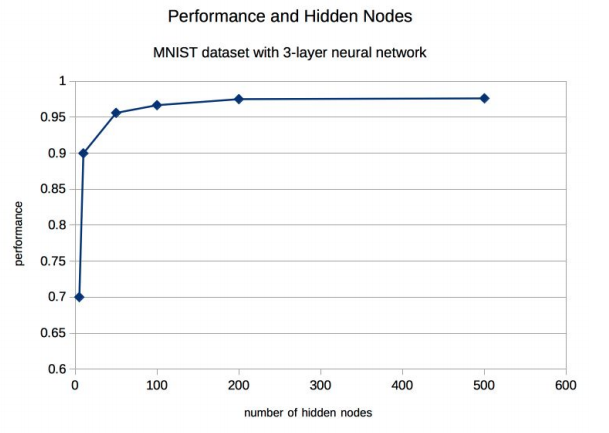 Performance and Hidden Nodes
MNIST dataset with 3-layer neural network
1
0.95
0.9
0.85
0.8
0.75
0.7
0.65
0.6
performance
0 100 200 300 400 500 600
number of hidden nodes